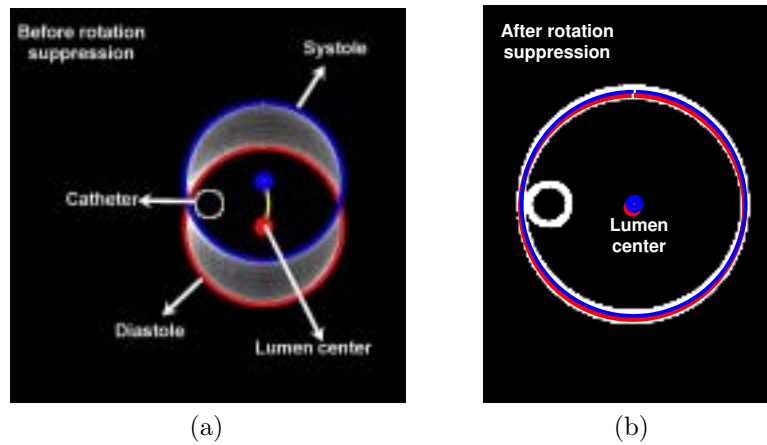 Before rotation
suppression
Systole
Catheter
Diastole
Lumen center
(a)
After rotation
suppression
Lumen
center
(b)